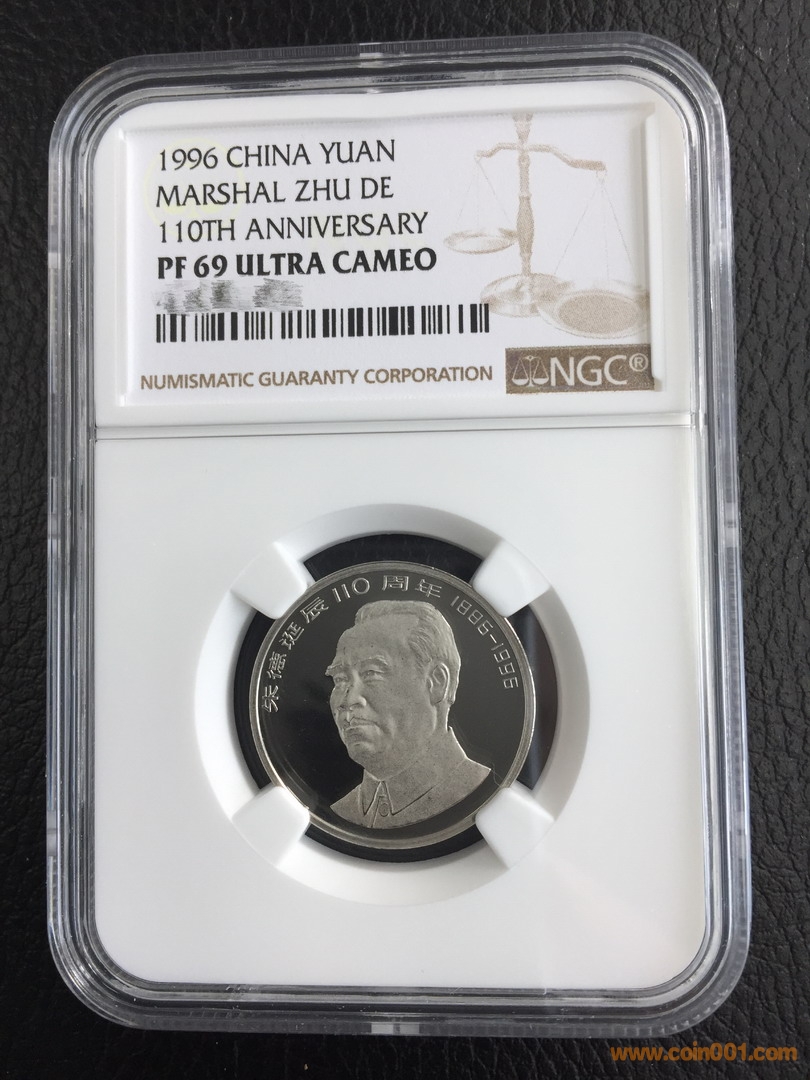 1996 CHINA YUAN
MARSHAL ZHU DE
110TH ANNIVERSARY
PF 69 ULTRA CAMEO
NUMISMATIC GUARANTY CORPORATION
NGC®
朱德诞辰110周年 1886-1996
www.coin001.com